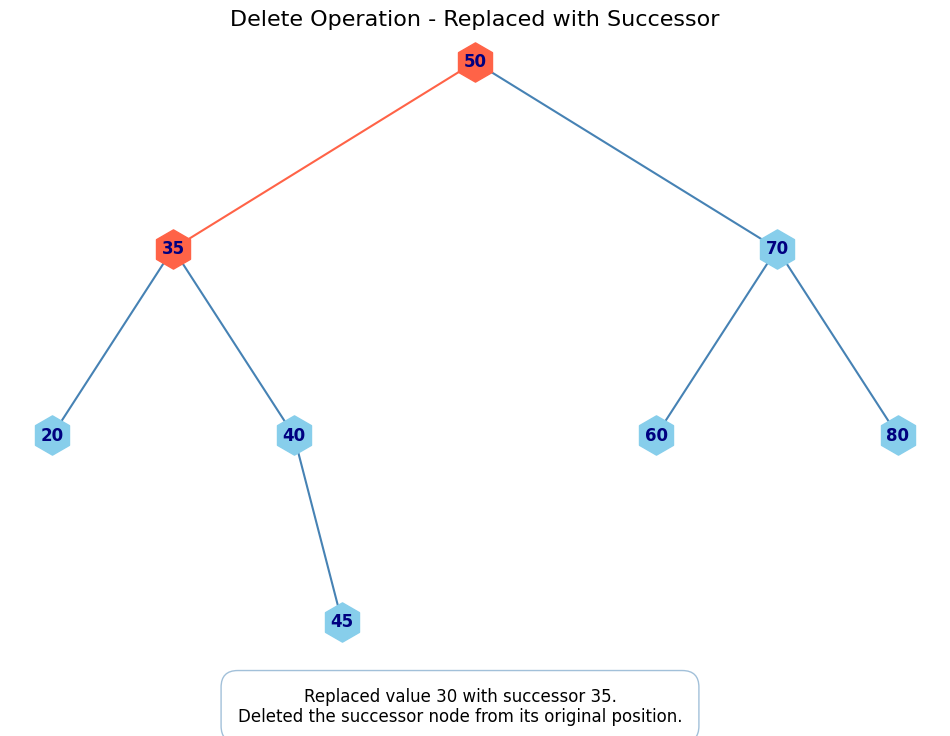 Delete Operation - Replaced with Successor
50
35
70
20
40
60
80
45
Replaced value 30 with successor 35.
Deleted the successor node from its original position.